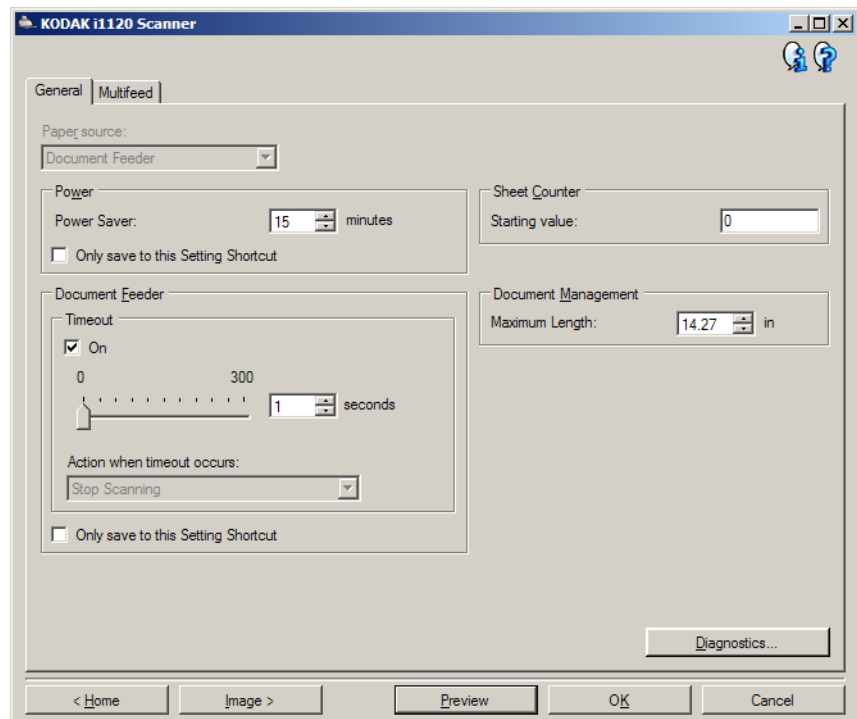 KODAK i1120 Scanner
General Multifeed
Paper source:
Document Feeder
Power
Power Saver: 15 minutes
Only save to this Setting Shortcut
Sheet Counter
Starting value: 0
Document Feeder
Timeout
On
0 300
1 seconds
Action when timeout occurs:
Stop Scanning
Only save to this Setting Shortcut
Document Management
Maximum Length: 14.27 in
Diagnostics...
< Home Image > Preview OK Cancel